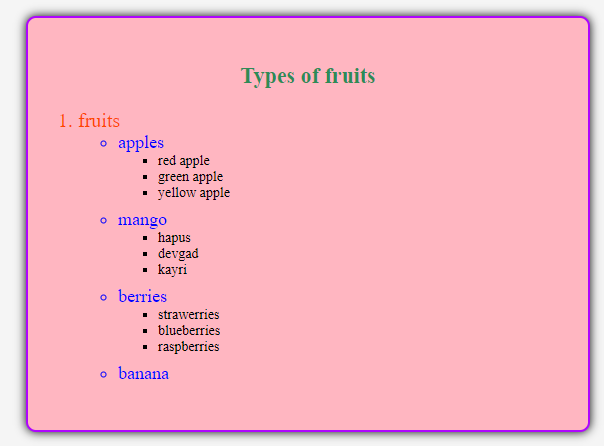 Types of fruits
1. fruits
apples
red apple
green apple
yellow apple
mango
hapus
devgad
kayri
berries
strawerries
blueberries
raspberries
banana